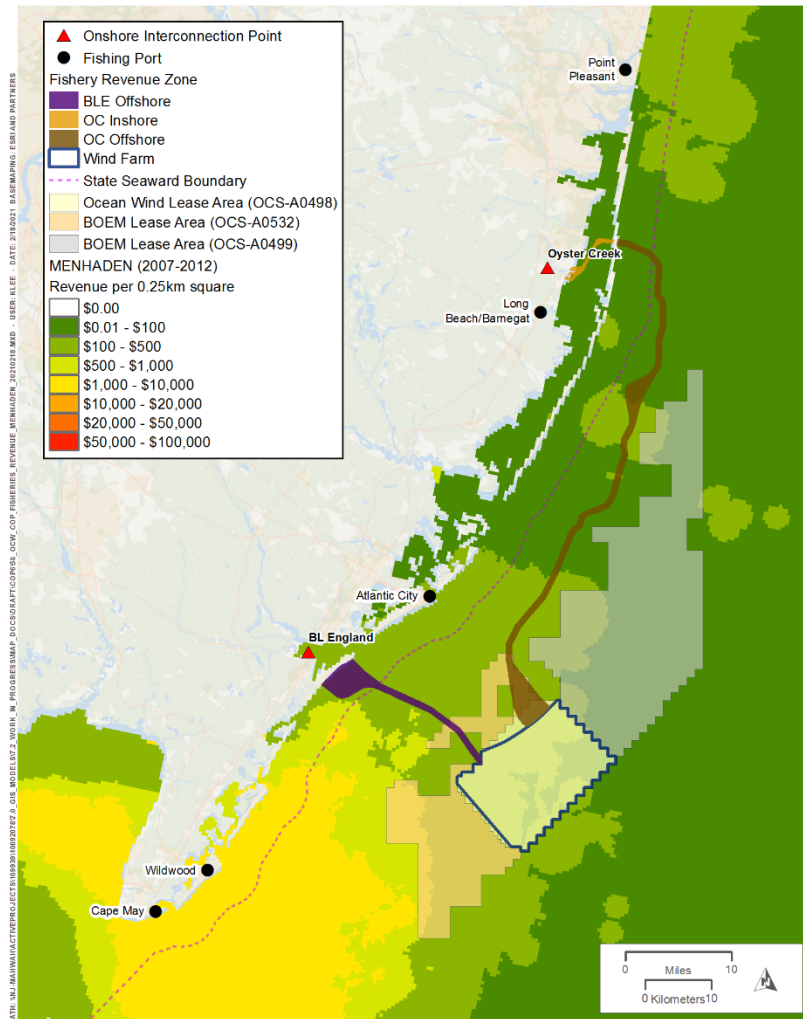 Onshore Interconnection Point
Fishing Port
Fishery Revenue Zone
BLE Offshore
OC Inshore
OC Offshore
Wind Farm
State Seaward Boundary
Ocean Wind Lease Area (OCS-A0498)
BOEM Lease Area (OCS-A0532)
BOEM Lease Area (OCS-A0499)
MENHADEN (2007-2012)
Revenue per 0.25km square
$0.00
$0.01 - $100
$100 - $500
$500 - $1,000
$1,000 - $10,000
$10,000 - $20,000
$20,000 - $50,000
$50,000 - $100,000
Point
Pleasant
Oyster Creek
Long
Beach/Barnegat
Atlantic City
BL England
Wildwood
Cape May
0 10
Miles
0 Kilometers 10